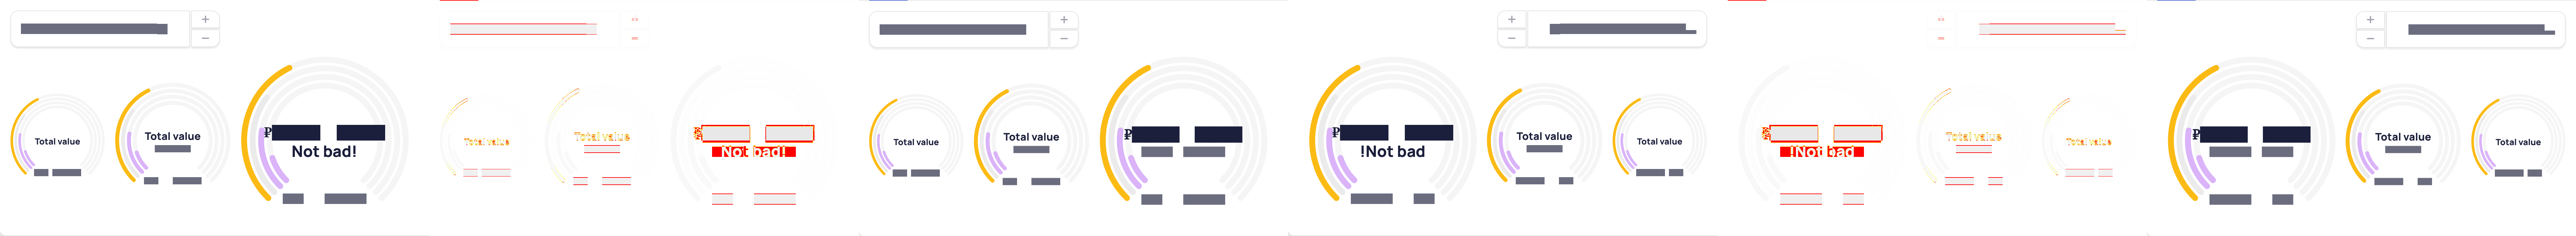 +
−
Total value
Total value
₽
Not bad!
Total value
Total value
Not bad!
+
−
Total value
Total value
₽
+
−
₽
!Not bad
Total value
Total value
!Not bad
Total value
Total value
+
−
₽
Total value
Total value